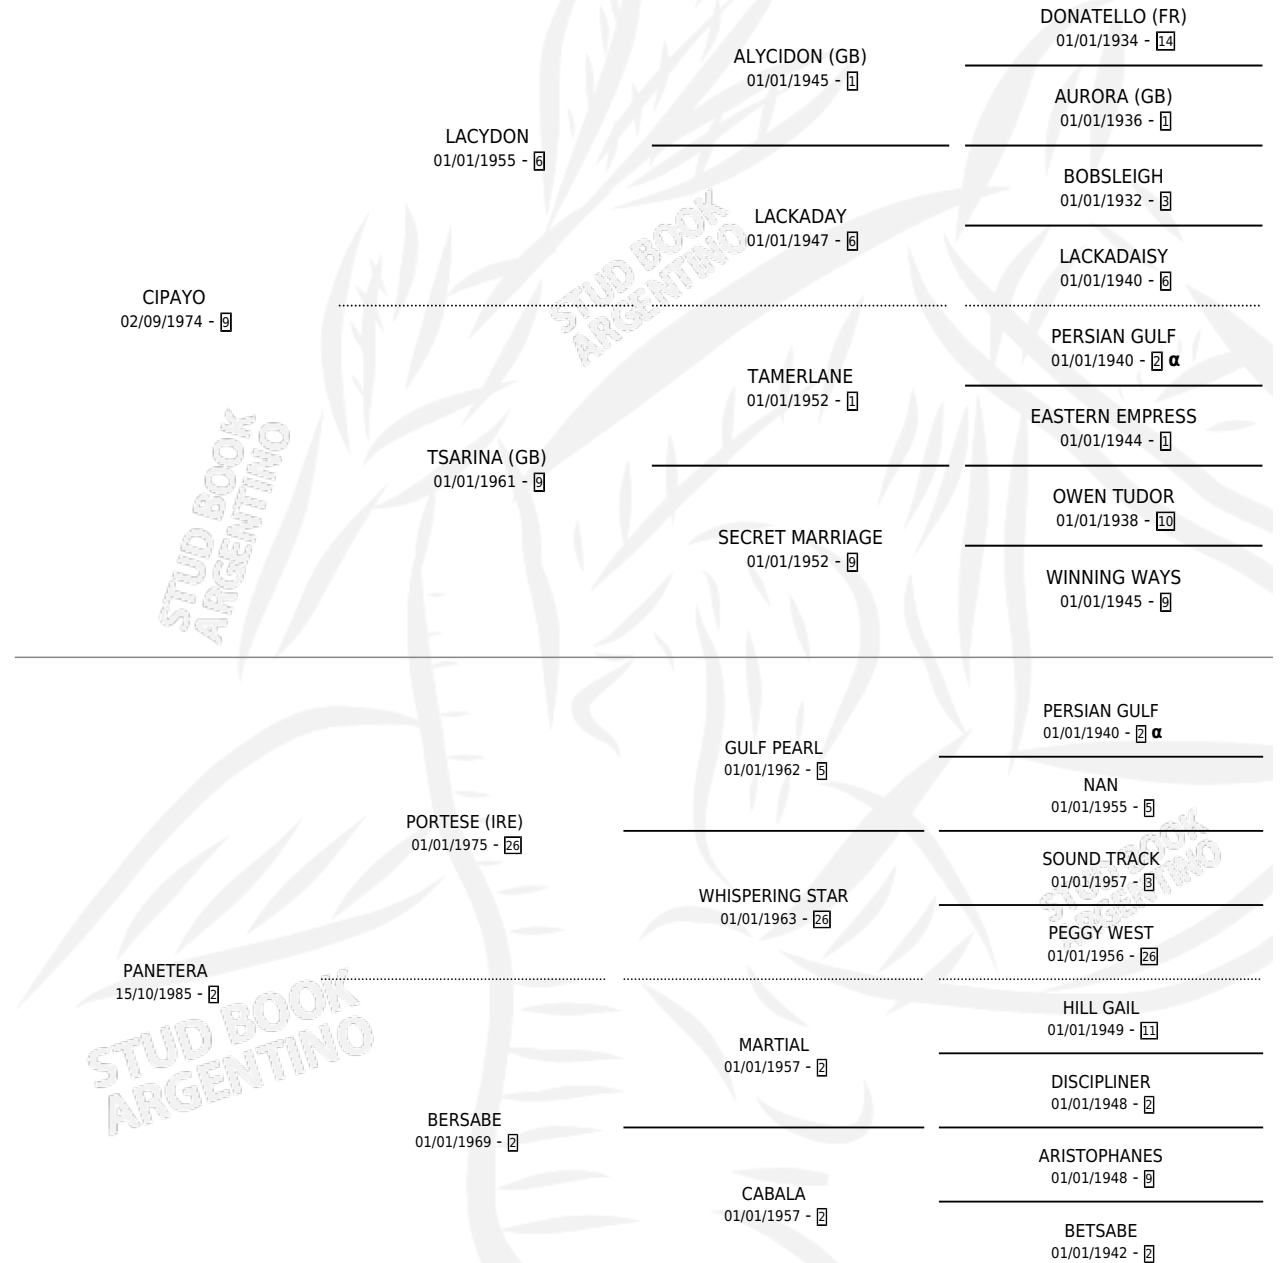 DONATELLO (FR)
01/01/1934 - 14
ALYCIDON (GB)
01/01/1945 - 1
AURORA (GB)
01/01/1936 - 1
LACYDON
01/01/1955 - 6
BOBSLEIGH
01/01/1932 - 3
LACKADAY
01/01/1947 - 6
LACKADAISY
01/01/1940 - 6
CIPAYO
02/09/1974 - 9
PERSIAN GULF
01/01/1940 - 2 α
TAMERLANE
01/01/1952 - 1
EASTERN EMPRESS
01/01/1944 - 1
TSARINA (GB)
01/01/1961 - 9
OWEN TUDOR
01/01/1938 - 10
SECRET MARRIAGE
01/01/1952 - 9
WINNING WAYS
01/01/1945 - 9
STUD BOOK
ARGENTINO
STUD BOOK
ARGENTINO
PERSIAN GULF
01/01/1940 - 2 α
GULF PEARL
01/01/1962 - 5
NAN
01/01/1955 - 5
PORTESE (IRE)
01/01/1975 - 26
SOUND TRACK
01/01/1957 - 3
WHISPERING STAR
01/01/1963 - 26
PEGGY WEST
01/01/1956 - 26
PANETERA
15/10/1985 - 2
HILL GAIL
01/01/1949 - 11
MARTIAL
01/01/1957 - 2
DISCIPLINER
01/01/1948 - 2
BERSABE
01/01/1969 - 2
ARISTOPHANES
01/01/1948 - 9
CABALA
01/01/1957 - 2
BETSABE
01/01/1942 - 2
STUD BOOK
ARGENTINO
STUD BOOK
ARGENTINO